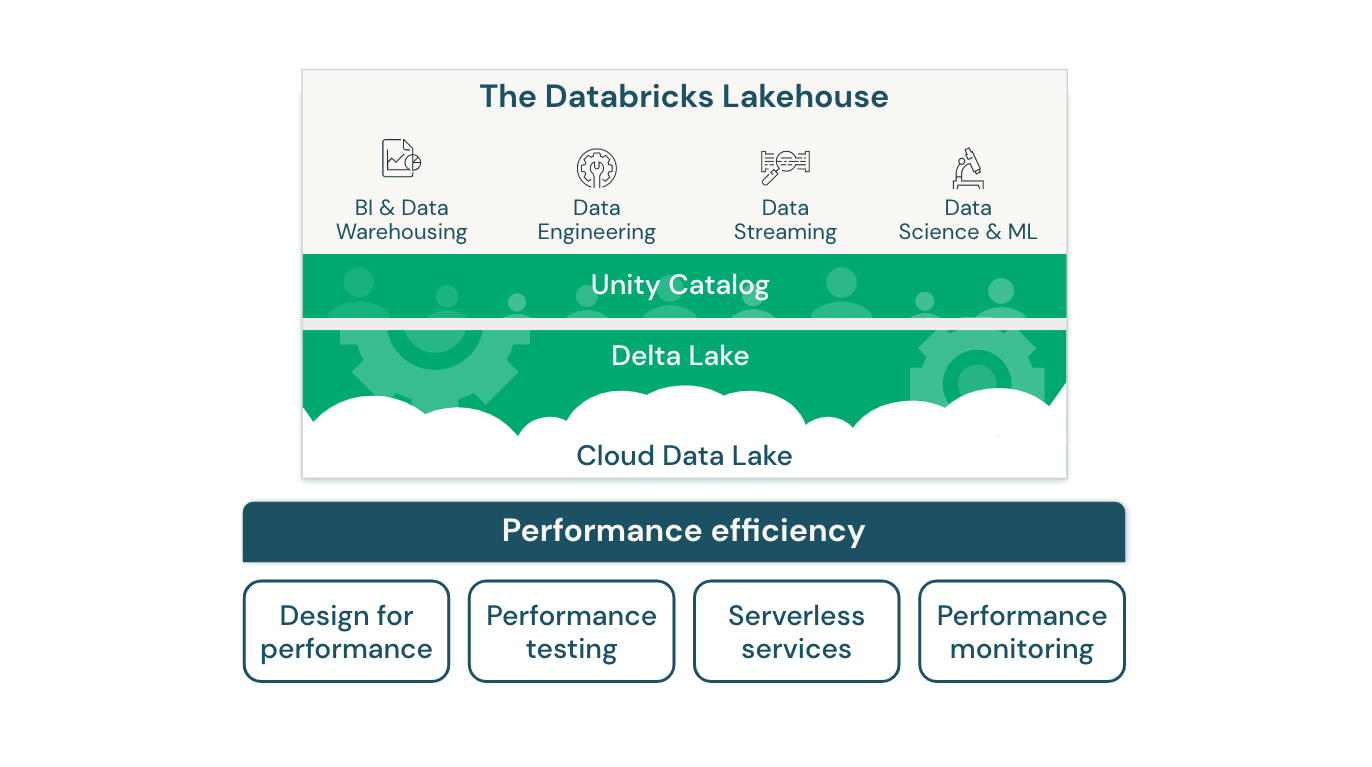 The Databricks Lakehouse
BI & Data
Warehousing
Data
Engineering
Data
Streaming
Data
Science & ML
Unity Catalog
Delta Lake
Cloud Data Lake
Performance efficiency
Design for
performance
Performance
testing
Serverless
services
Performance
monitoring